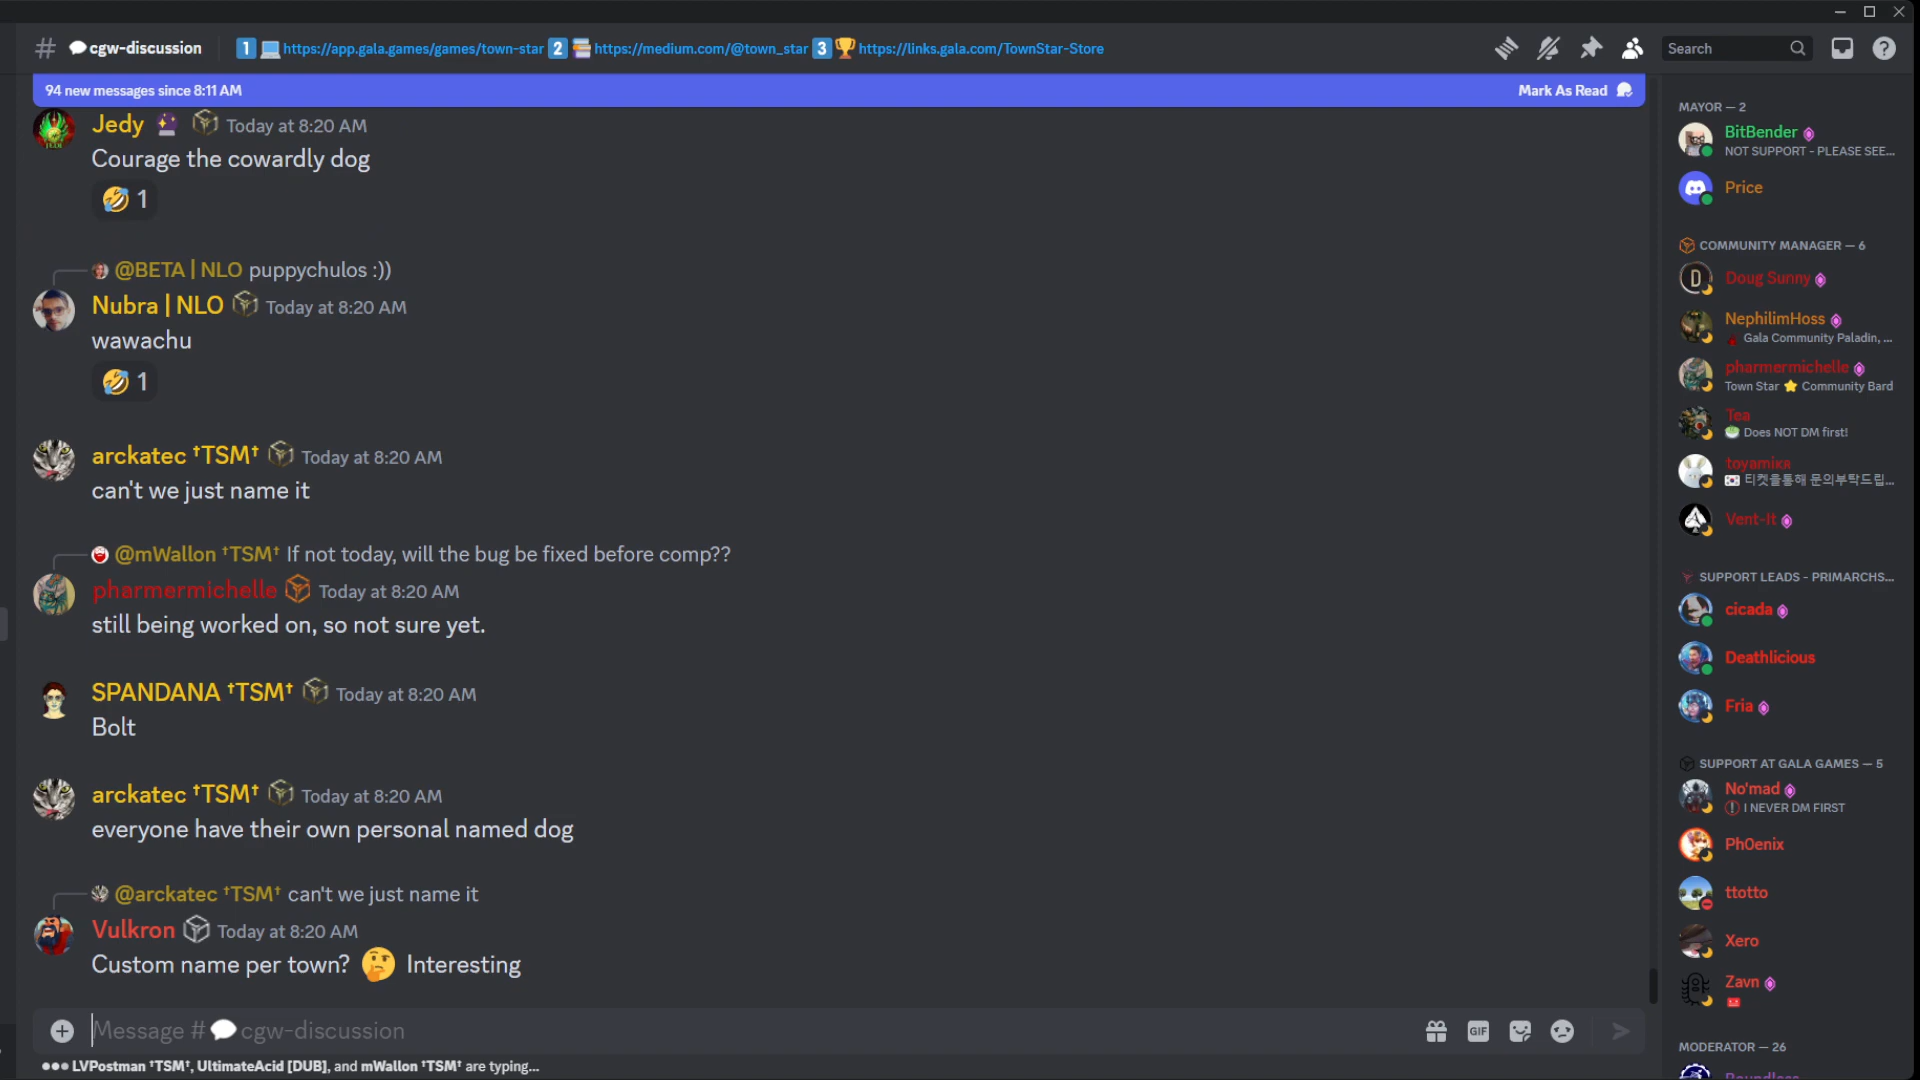 cgw-discussion
1 https://app.gala.games/games/town-star 2 https://medium.com/@town_star 3 https://links.gala.com/TownStar-Store
Search
94 new messages since 8:11 AM
Mark As Read
Jedy Today at 8:20 AM
Courage the cowardly dog
1
@BETA | NLO puppychulos :))
Nubra | NLO Today at 8:20 AM
wawachu
1
arckatec †TSM† Today at 8:20 AM
can't we just name it
@mWallon †TSM† If not today, will the bug be fixed before comp??
pharmermichelle Today at 8:20 AM
still being worked on, so not sure yet.
SPANDANA †TSM† Today at 8:20 AM
Bolt
arckatec †TSM† Today at 8:20 AM
everyone have their own personal named dog
@arckatec †TSM† can't we just name it
Vulkron Today at 8:20 AM
Custom name per town? 🤔 Interesting
Message # cgw-discussion
GIF
LVPostman †TSM†, UltimateAcid [DUB], and mWallon †TSM† are typing...
MAYOR — 2
BitBender
NOT SUPPORT - PLEASE SEE...
Price
COMMUNITY MANAGER — 6
Doug Sunny
NephilimHoss
Gala Community Paladin, ...
pharmermichelle
Town Star ⭐ Community Bard
Tea
Does NOT DM first!
toyamika
티켓을통해 문의부탁드립...
Vent-It
SUPPORT LEADS - PRIMARCHS...
cicada
Deathlicious
Fria
SUPPORT AT GALA GAMES — 5
No'mad
I NEVER DM FIRST
Ph0enix
ttotto
Xero
Zavn
MODERATOR — 26